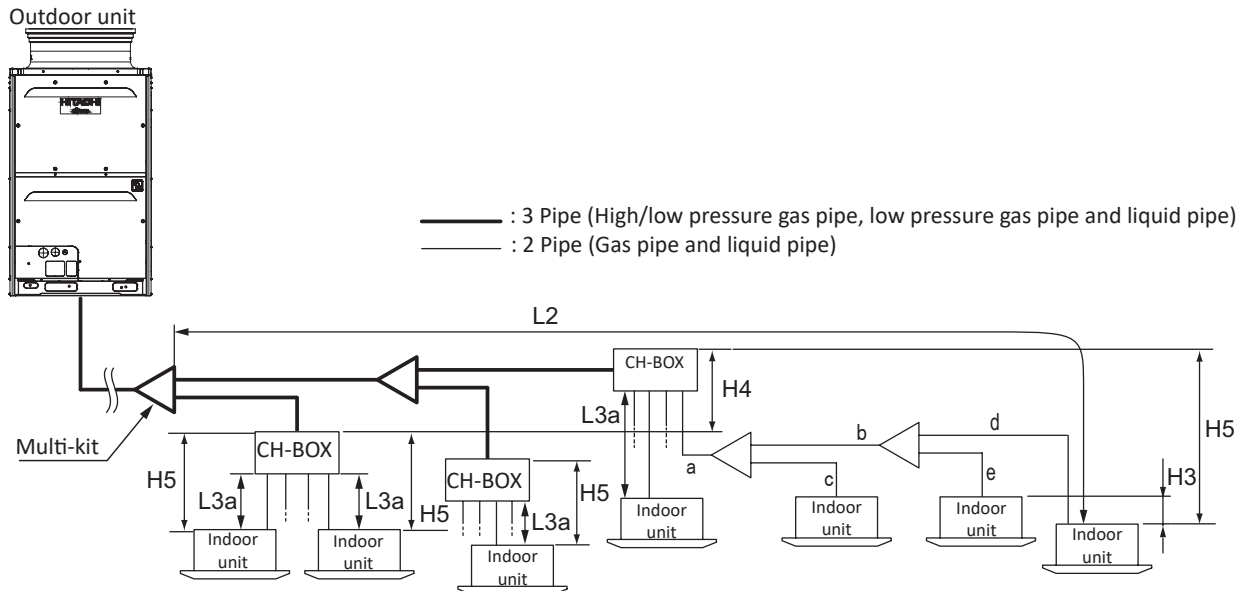 Outdoor unit
HITACHI
: 3 Pipe (High/low pressure gas pipe, low pressure gas pipe and liquid pipe)
: 2 Pipe (Gas pipe and liquid pipe)
L2
CH-BOX
H4
L3a
H5
Multi-kit
CH-BOX
H5
L3a
L3a
H5
CH-BOX
L3a
H5
a
b
c
d
e
H3
Indoor
unit
Indoor
unit
Indoor
unit
Indoor
unit
Indoor
unit
Indoor
unit
Indoor
unit